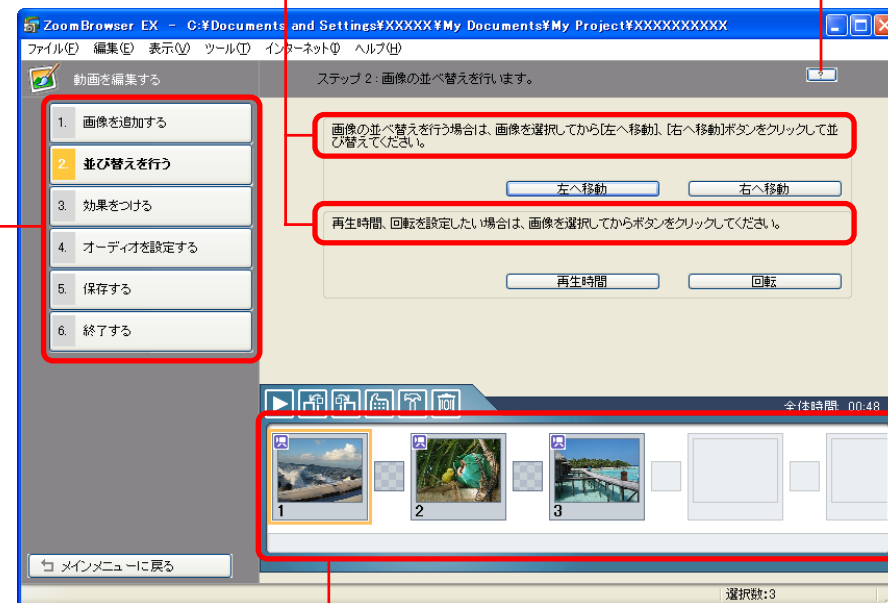 ZoomBrowser EX － C:¥Documents and Settings¥XXXXX¥My Documents¥My Project¥XXXXXXXXXX
ファイル(F) 編集(E) 表示(V) ツール(T) インターネット(I) ヘルプ(H)
動画を編集する
ステップ 2 : 画像の並べ替えを行います。
?
1. 画像を追加する
2. 並び替えを行う
3. 効果をつける
4. オーディオを設定する
5. 保存する
6. 終了する
画像の並べ替えを行う場合は、画像を選択してから[左へ移動]、[右へ移動]ボタンをクリックして並
び替えてください。
左へ移動 右へ移動
再生時間、回転を設定したい場合は、画像を選択してからボタンをクリックしてください。
再生時間 回転
全体時間: 00:48
1 2 3
メインメニューに戻る
選択数:3